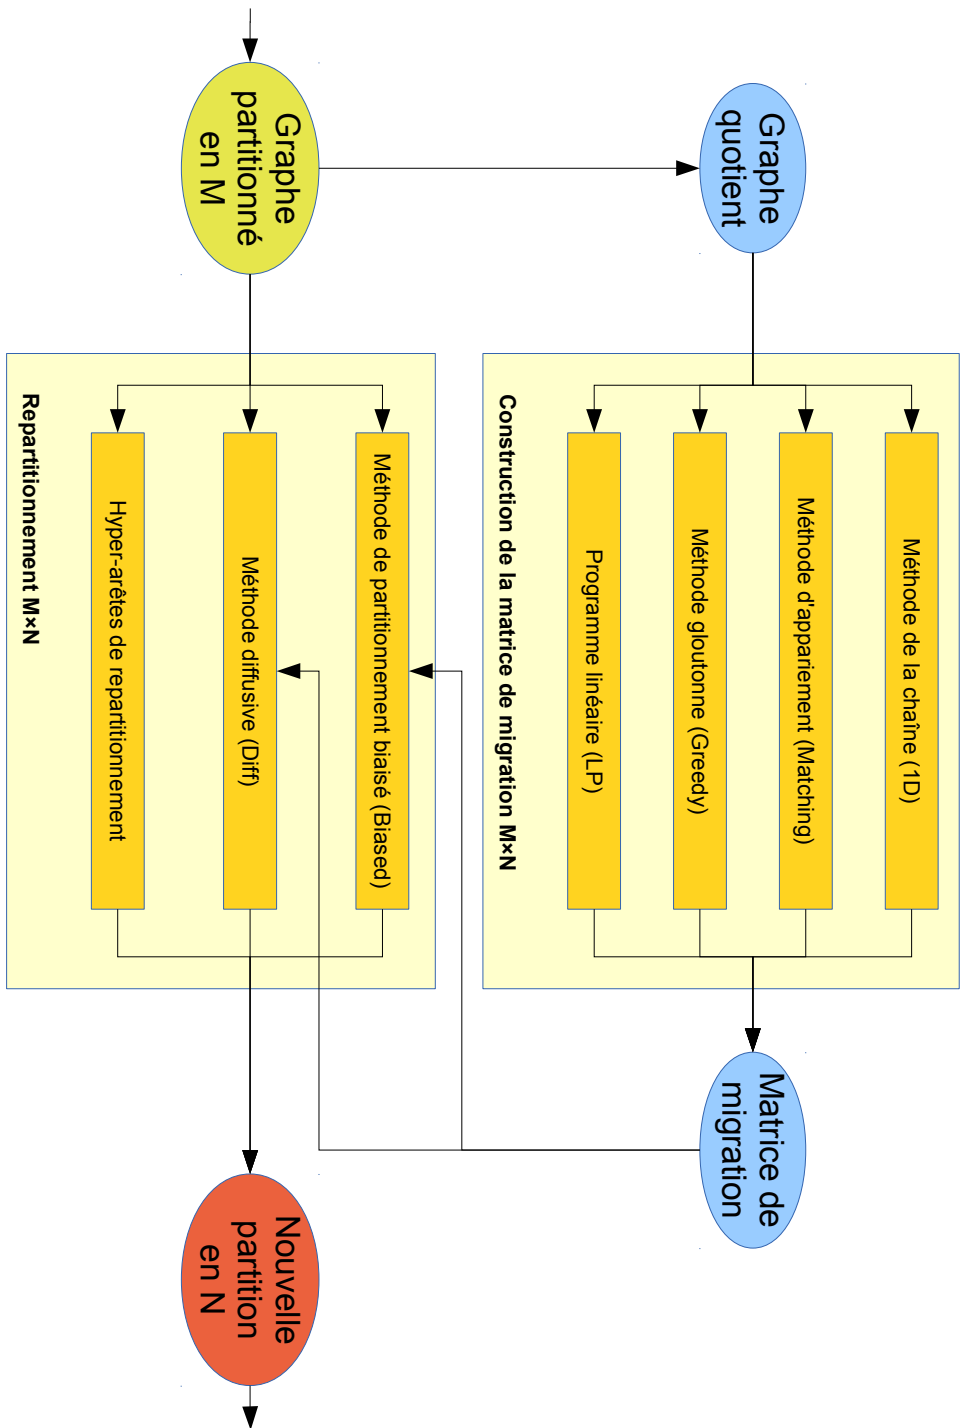 Graphe
quotient
Construction de la matrice de migration M×N
Méthode de la chaîne (1D)
Méthode d'appariement (Matching)
Méthode gloutonne (Greedy)
Programme linéaire (LP)
Matrice de
migration
Graphe
partitionné
en M
Méthode de partitionnement biaisé (Biased)
Méthode diffusive (Diff)
Hyper-arêtes de repartitionnement
Repartitionnement M×N
Nouvelle
partition
en N